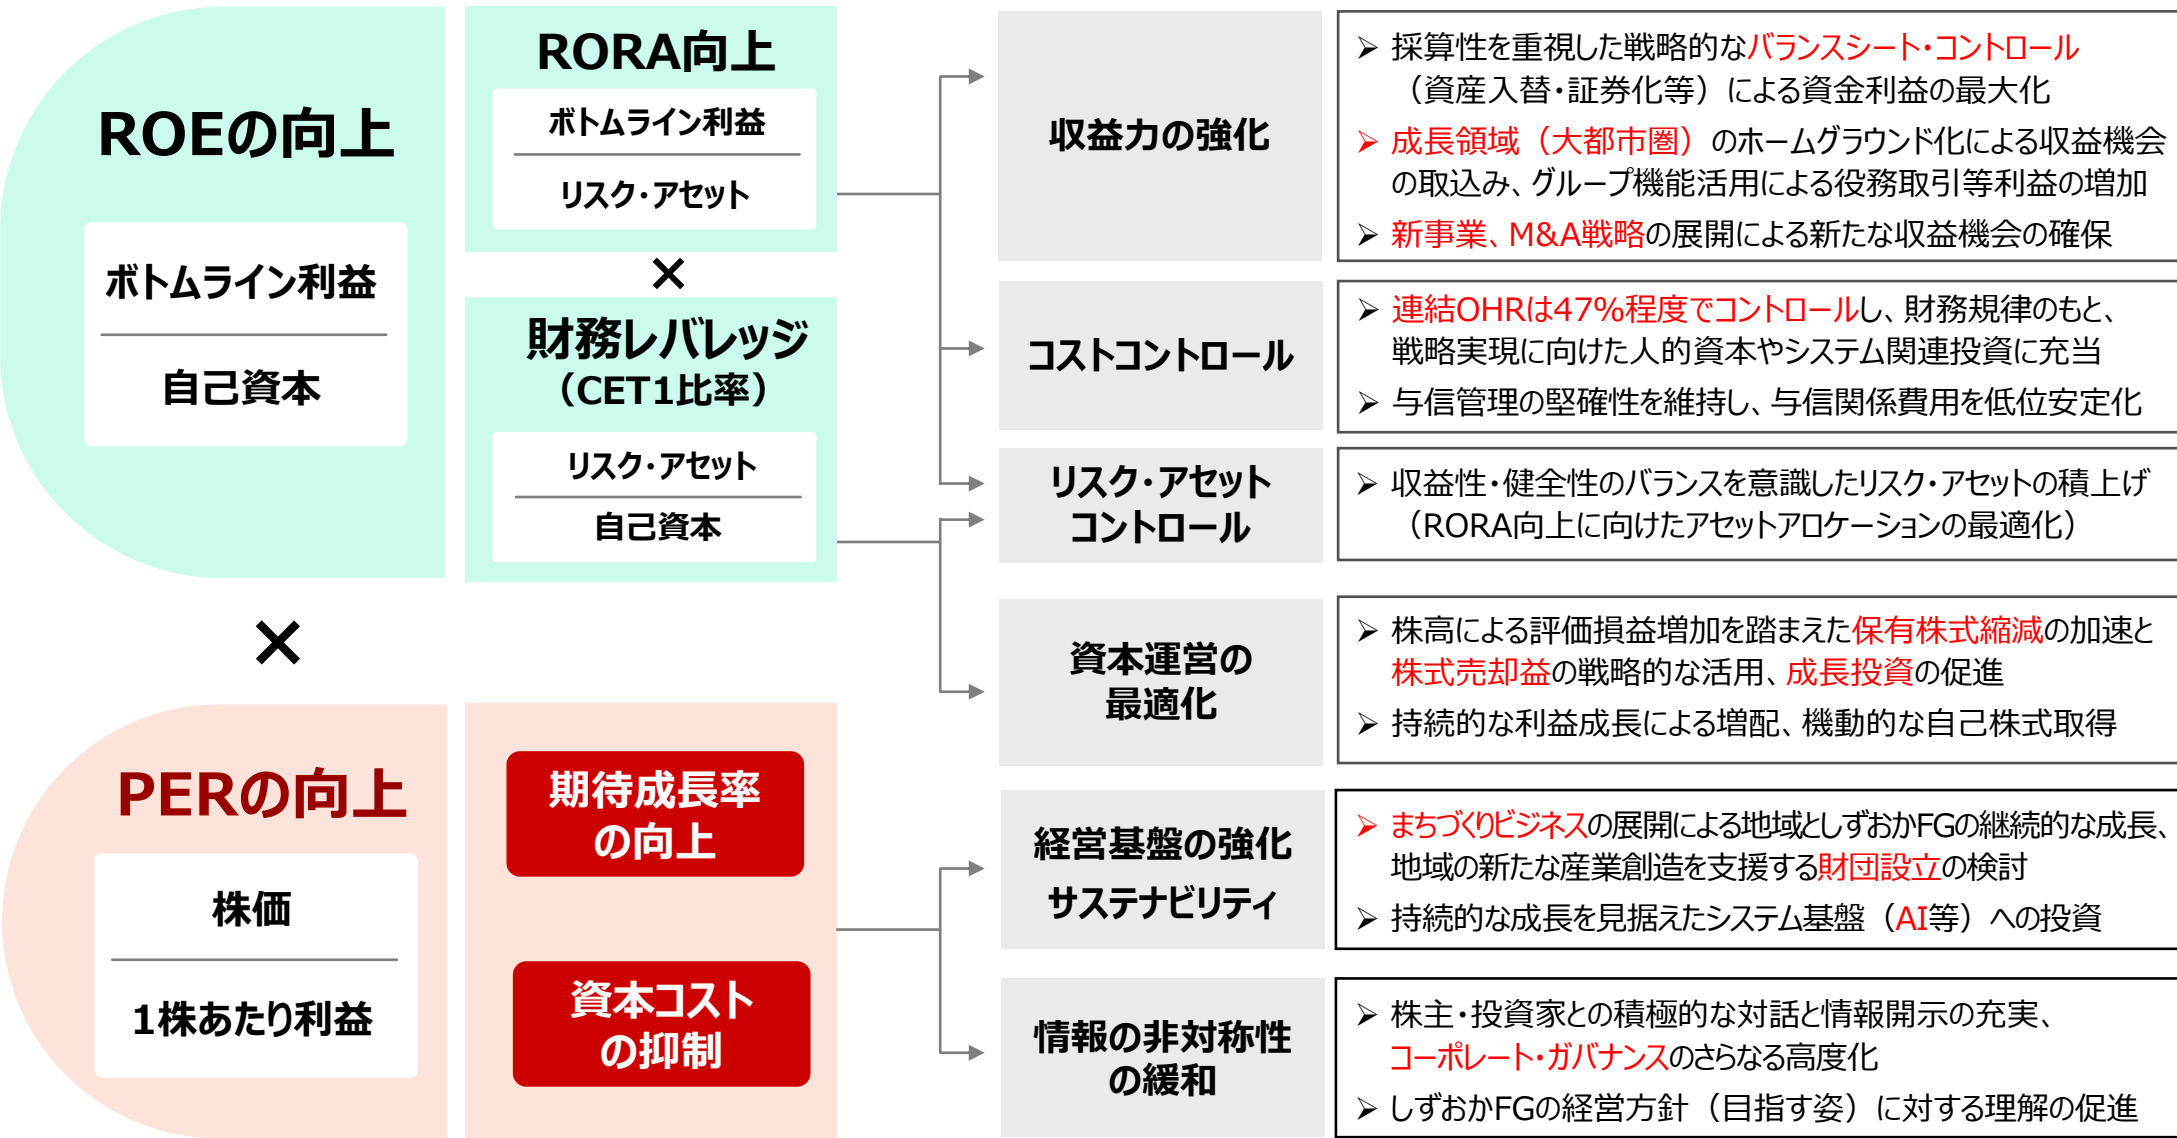 ROEの向上
ボトムライン利益
自己資本
×
PERの向上
株価
1株あたり利益
RORA向上
ボトムライン利益
リスク・アセット
×
財務レバレッジ
（CET1比率）
リスク・アセット
自己資本
期待成長率
の向上
資本コスト
の抑制
収益力の強化
➢ 採算性を重視した戦略的なバランスシート・コントロール
（資産入替・証券化等）による資金利益の最大化
➢ 成長領域（大都市圏）のホームグラウンド化による収益機会
の取込み、グループ機能活用による役務取引等利益の増加
➢ 新事業、M&A戦略の展開による新たな収益機会の確保
コストコントロール
➢ 連結OHRは47%程度でコントロールし、財務規律のもと、
戦略実現に向けた人的資本やシステム関連投資に充当
➢ 与信管理の堅確性を維持し、与信関係費用を低位安定化
リスク・アセット
コントロール
➢ 収益性・健全性のバランスを意識したリスク・アセットの積上げ
（RORA向上に向けたアセットアロケーションの最適化）
資本運営の
最適化
➢ 株高による評価損益増加を踏まえた保有株式縮減の加速と
株式売却益の戦略的な活用、成長投資の促進
➢ 持続的な利益成長による増配、機動的な自己株式取得
経営基盤の強化
サステナビリティ
➢ まちづくりビジネスの展開による地域としずおかFGの継続的な成長、
地域の新たな産業創造を支援する財団設立の検討
➢ 持続的な成長を見据えたシステム基盤（AI等）への投資
情報の非対称性
の緩和
➢ 株主・投資家との積極的な対話と情報開示の充実、
コーポレート・ガバナンスのさらなる高度化
➢ しずおかFGの経営方針（目指す姿）に対する理解の促進